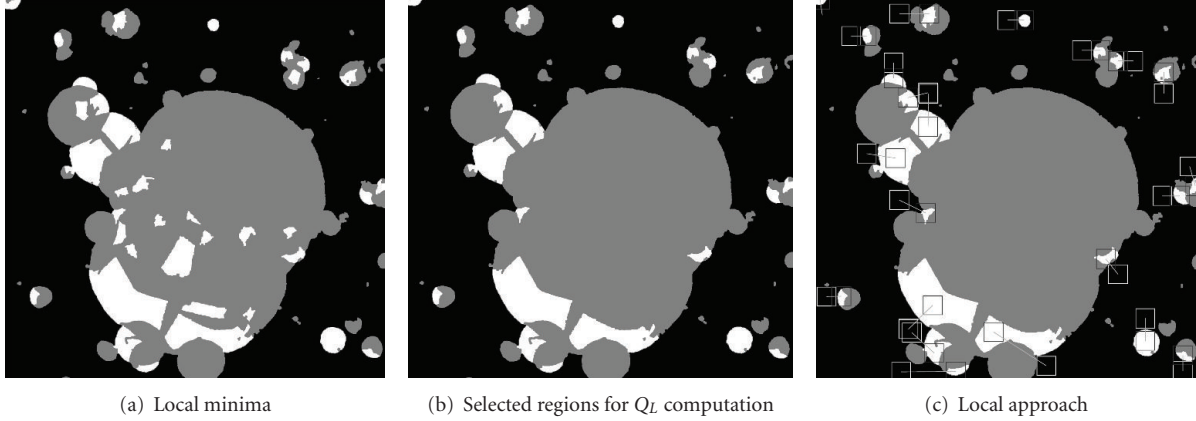 (a) Local minima
(b) Selected regions for Q_L computation
(c) Local approach